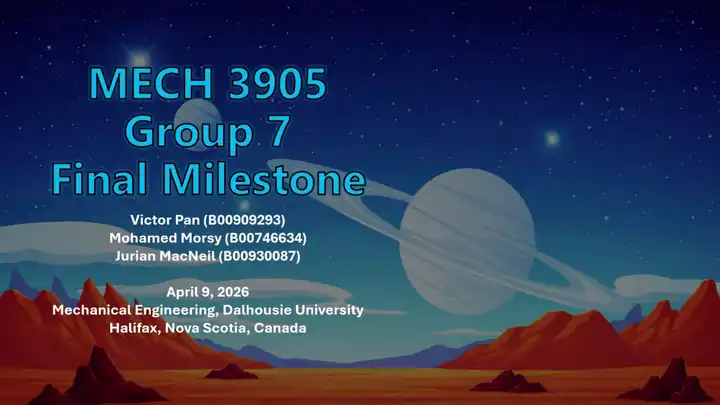 MECH 3905
Group 7
Final Milestone
Victor Pan (B00909293)
Mohamed Morsy (B00746634)
Jurian MacNeil (B00930087)
April 9, 2026
Mechanical Engineering, Dalhousie University
Halifax, Nova Scotia, Canada